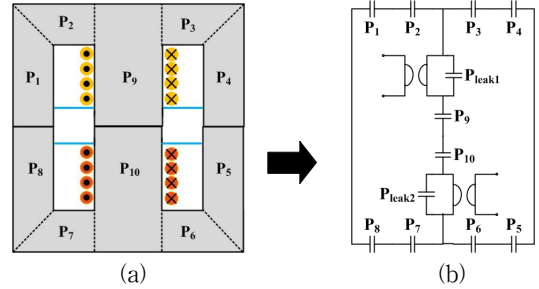 P2 P3
P1 P9 P4
P8 P10 P5
P7 P6
(a)
P1 P2 P3 P4
Pleak1
P9
P10
Pleak2
P8 P7 P6 P5
(b)